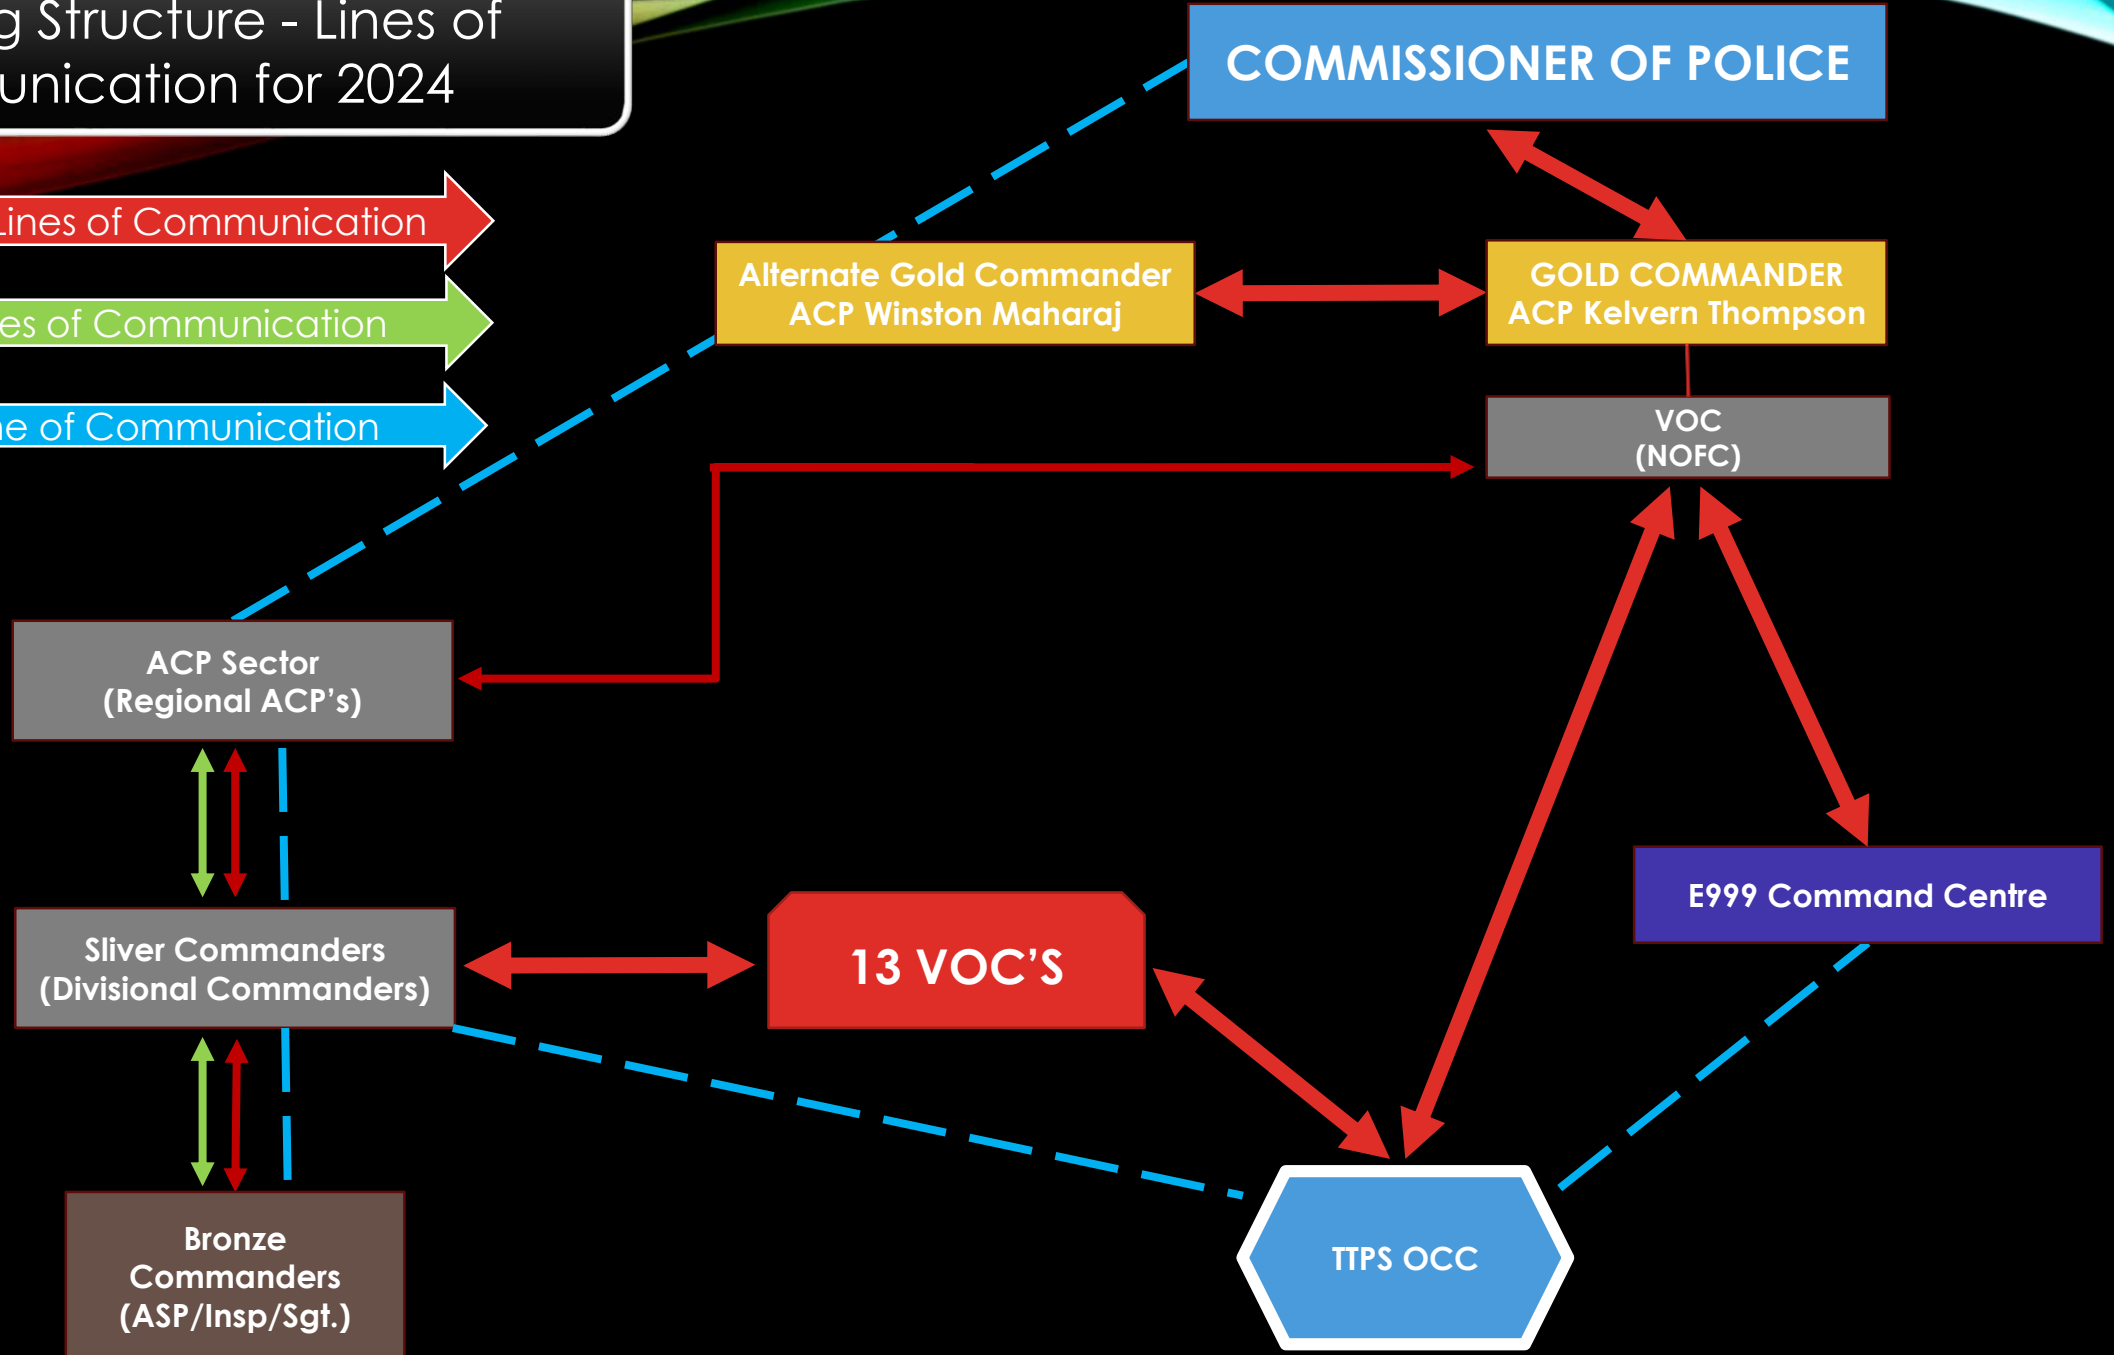 g Structure - Lines of
unication for 2024
COMMISSIONER OF POLICE
Lines of Communication
es of Communication
ne of Communication
Alternate Gold Commander
ACP Winston Maharaj
GOLD COMMANDER
ACP Kelvern Thompson
VOC
(NOFC)
ACP Sector
(Regional ACP's)
E999 Command Centre
Sliver Commanders
(Divisional Commanders)
13 VOC'S
Bronze
Commanders
(ASP/Insp/Sgt.)
TTPS OCC